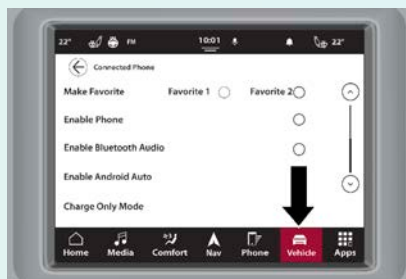 22° FM 10:01 22°
Connected Phone
Make Favorite Favorite 1 Favorite 2
Enable Phone
Enable Bluetooth Audio
Enable Android Auto
Charge Only Mode
Home Media Comfort Nav Phone Vehicle Apps